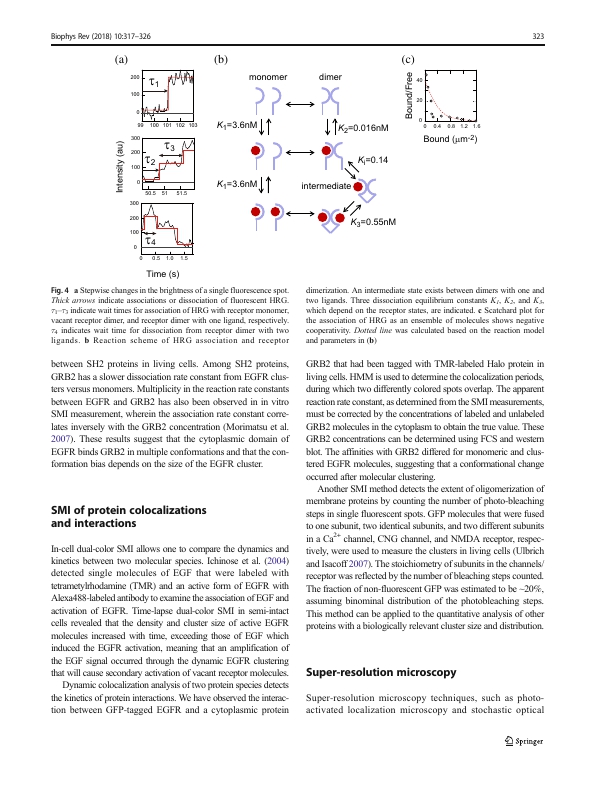 Biophys Rev (2018) 10:317–326
323
(a)
(b)
(c)
Intensity (au)
200
100
0
τ1
99 100 101 102 103
300
200
100
0
τ3
τ2
50.5 51 51.5
300
200
100
0
τ4
0 0.5 1.0 1.5
Time (s)
monomer
dimer
K1=3.6nM
K2=0.016nM
Ki=0.14
K1=3.6nM
intermediate
K3=0.55nM
Bound/Free
40
20
0
0 0.4 0.8 1.2 1.6
Bound (μm-2)
Fig. 4 a Stepwise changes in the brightness of a single fluorescence spot.
Thick arrows indicate associations or dissociation of fluorescent HRG.
τ1–τ3 indicate wait times for association of HRG with receptor monomer,
vacant receptor dimer, and receptor dimer with one ligand, respectively.
τ4 indicates wait time for dissociation from receptor dimer with two
ligands. b Reaction scheme of HRG association and receptor
dimerization. An intermediate state exists between dimers with one and
two ligands. Three dissociation equilibrium constants K1, K2, and K3,
which depend on the receptor states, are indicated. c Scatchard plot for
the association of HRG as an ensemble of molecules shows negative
cooperativity. Dotted line was calculated based on the reaction model
and parameters in (b)
between SH2 proteins in living cells. Among SH2 proteins,
GRB2 has a slower dissociation rate constant from EGFR clus-
ters versus monomers. Multiplicity in the reaction rate constants
between EGFR and GRB2 has also been observed in in vitro
SMI measurement, wherein the association rate constant corre-
lates inversely with the GRB2 concentration (Morimatsu et al.
2007). These results suggest that the cytoplasmic domain of
EGFR binds GRB2 in multiple conformations and that the con-
formation bias depends on the size of the EGFR cluster.
SMI of protein colocalizations
and interactions
In-cell dual-color SMI allows one to compare the dynamics and
kinetics between two molecular species. Ichinose et al. (2004)
detected single molecules of EGF that were labeled with
tetrametylrhodamine (TMR) and an active form of EGFR with
Alexa488-labeled antibody to examine the association of EGF and
activation of EGFR. Time-lapse dual-color SMI in semi-intact
cells revealed that the density and cluster size of active EGFR
molecules increased with time, exceeding those of EGF which
induced the EGFR activation, meaning that an amplification of
the EGF signal occurred through the dynamic EGFR clustering
that will cause secondary activation of vacant receptor molecules.
Dynamic colocalization analysis of two protein species detects
the kinetics of protein interactions. We have observed the interac-
tion between GFP-tagged EGFR and a cytoplasmic protein
GRB2 that had been tagged with TMR-labeled Halo protein in
living cells. HMM is used to determine the colocalization periods,
during which two differently colored spots overlap. The apparent
reaction rate constant, as determined from the SMI measurements,
must be corrected by the concentrations of labeled and unlabeled
GRB2 molecules in the cytoplasm to obtain the true value. These
GRB2 concentrations can be determined using FCS and western
blot. The affinities with GRB2 differed for monomeric and clus-
tered EGFR molecules, suggesting that a conformational change
occurred after molecular clustering.
Another SMI method detects the extent of oligomerization of
membrane proteins by counting the number of photo-bleaching
steps in single fluorescent spots. GFP molecules that were fused
to one subunit, two identical subunits, and two different subunits
in a Ca2+ channel, CNG channel, and NMDA receptor, respec-
tively, were used to measure the clusters in living cells (Ulbrich
and Isacoff 2007). The stoichiometry of subunits in the channels/
receptor was reflected by the number of bleaching steps counted.
The fraction of non-fluorescent GFP was estimated to be ~20%,
assuming binomial distribution of the photobleaching steps.
This method can be applied to the quantitative analysis of other
proteins with a biologically relevant cluster size and distribution.
Super-resolution microscopy
Super-resolution microscopy techniques, such as photo-
activated localization microscopy and stochastic optical
Springer